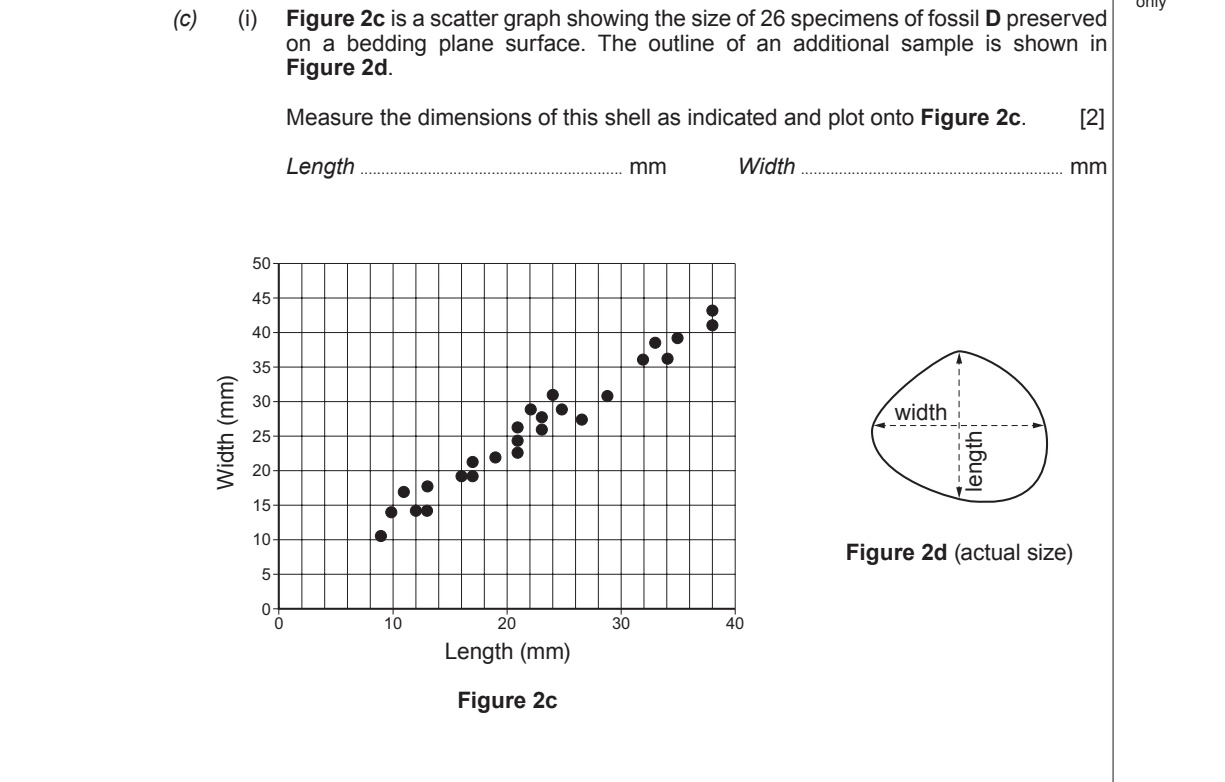 only
(c) (i) Figure 2c is a scatter graph showing the size of 26 specimens of fossil D preserved
on a bedding plane surface. The outline of an additional sample is shown in
Figure 2d.
Measure the dimensions of this shell as indicated and plot onto Figure 2c. [2]
Length ............................................................... mm Width ............................................................... mm
50
45
40
35
30
25
20
15
10
5
0
Width (mm)
0 10 20 30 40
Length (mm)
Figure 2c
width
length
Figure 2d (actual size)